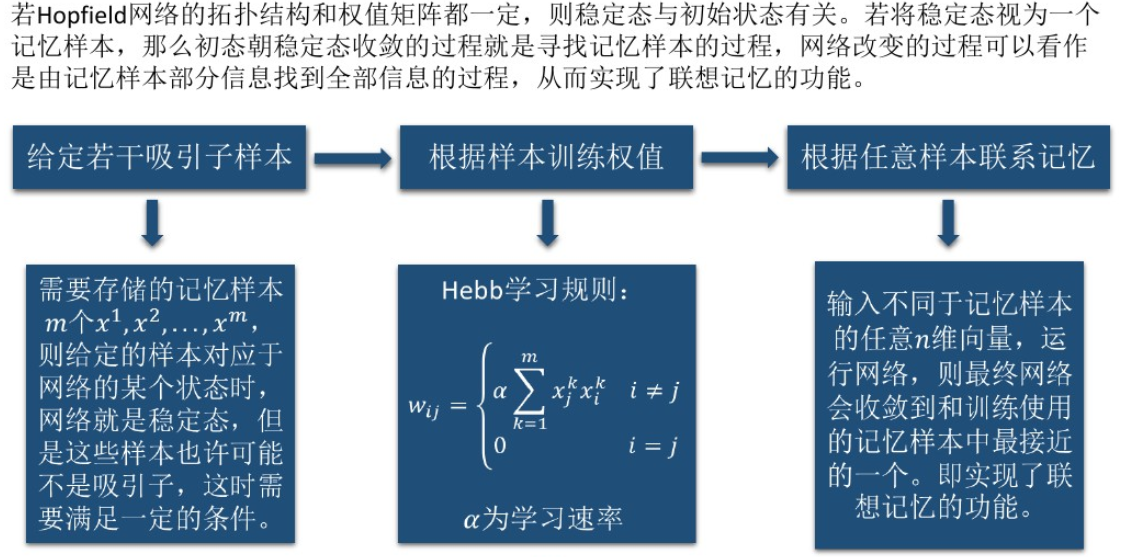 若Hopfield网络的拓扑结构和权值矩阵都一定，则稳定态与初始状态有关。若将稳定态视为一个
记忆样本，那么初态朝稳定态收敛的过程就是寻找记忆样本的过程，网络改变的过程可以看作
是由记忆样本部分信息找到全部信息的过程，从而实现了联想记忆的功能。
给定若干吸引子样本
根据样本训练权值
根据任意样本联系记忆
需要存储的记忆样本
m个x¹, x², ..., xᵐ，
则给定的样本对应于
网络的某个状态时，
网络就是稳定态，但
是这些样本也许可能
不是吸引子，这时需
要满足一定的条件。
Hebb学习规则：
w_{ij} = { α ∑_{k=1}^{m} x_j^k x_i^k   i ≠ j
0   i = j
α为学习速率
输入不同于记忆样本
的任意n维向量，运
行网络，则最终网络
会收敛到和训练使用
的记忆样本中最接近
的一个。即实现了联
想记忆的功能。